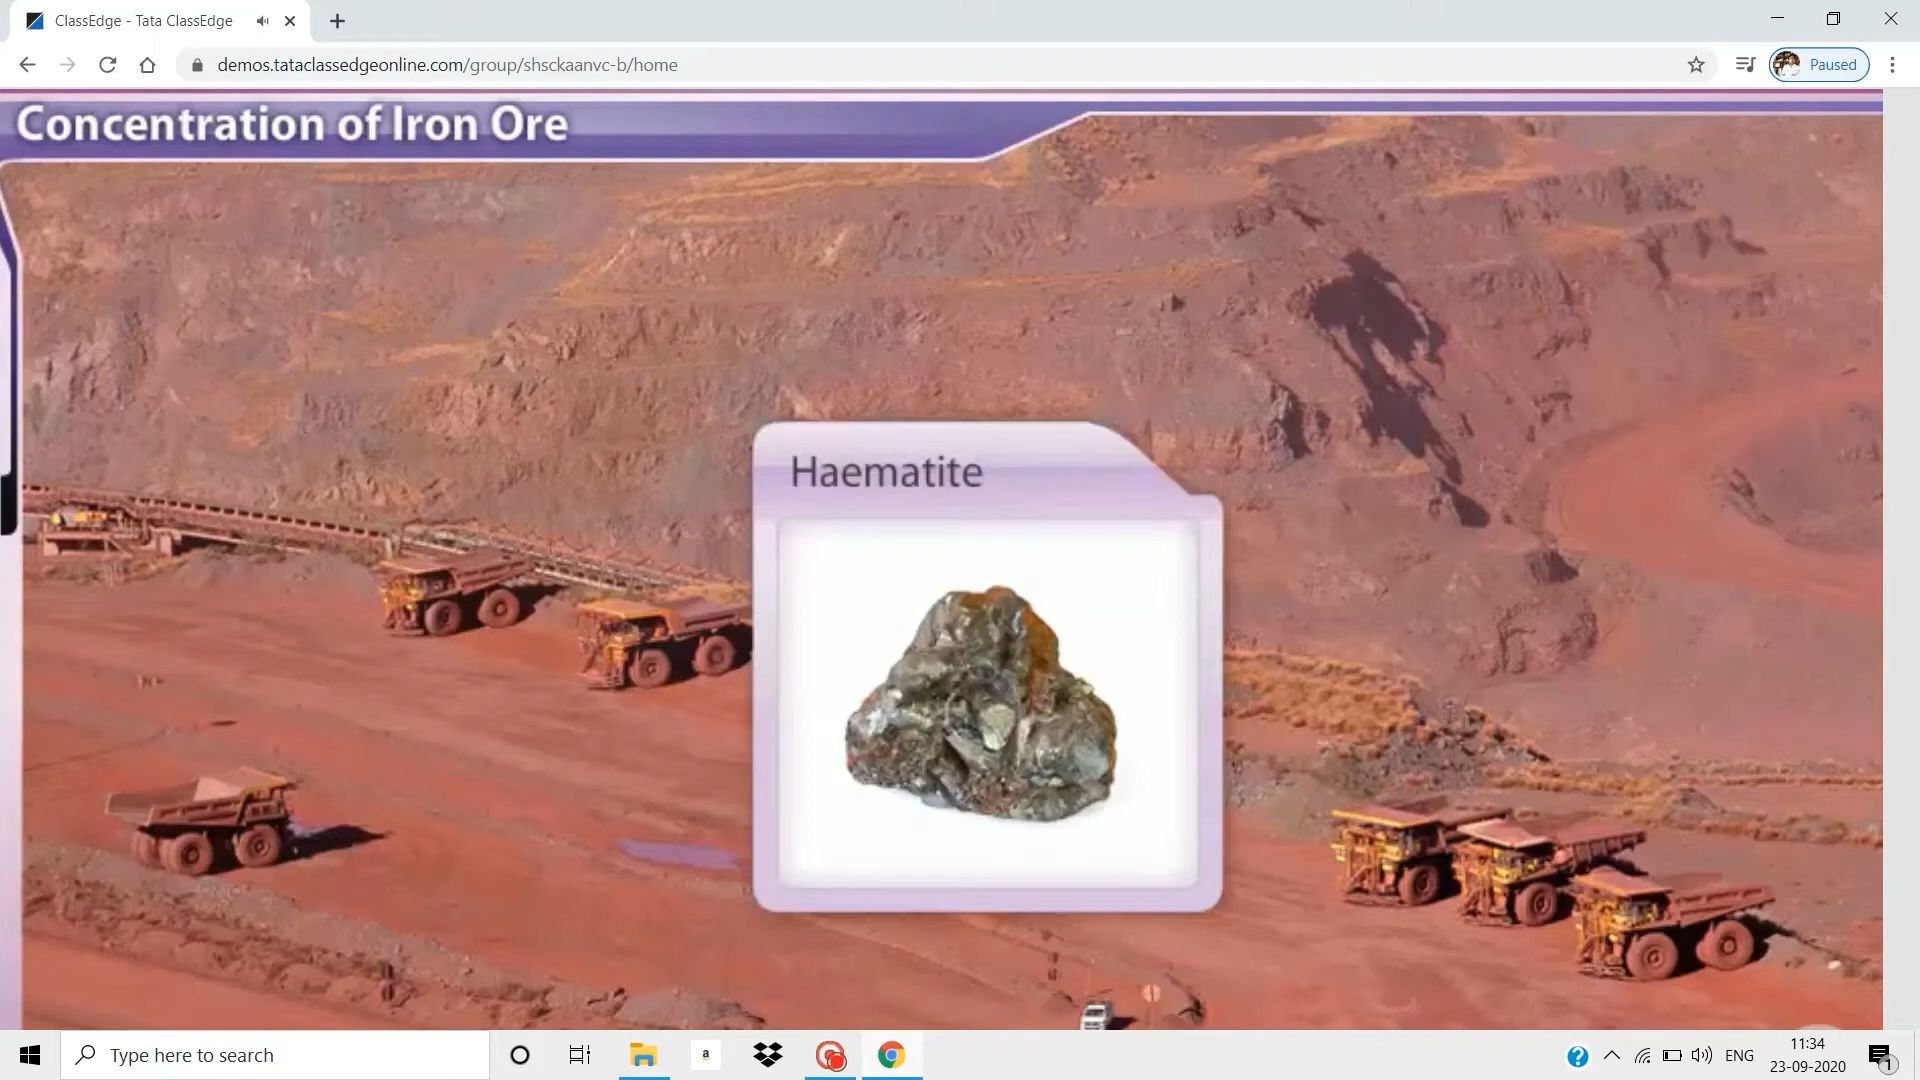 ClassEdge - Tata ClassEdge
demos.tataclassedgeonline.com/group/shsckaanvc-b/home
Paused
Concentration of Iron Ore
Haematite
Type here to search
a
ENG
11:34
23-09-2020
1